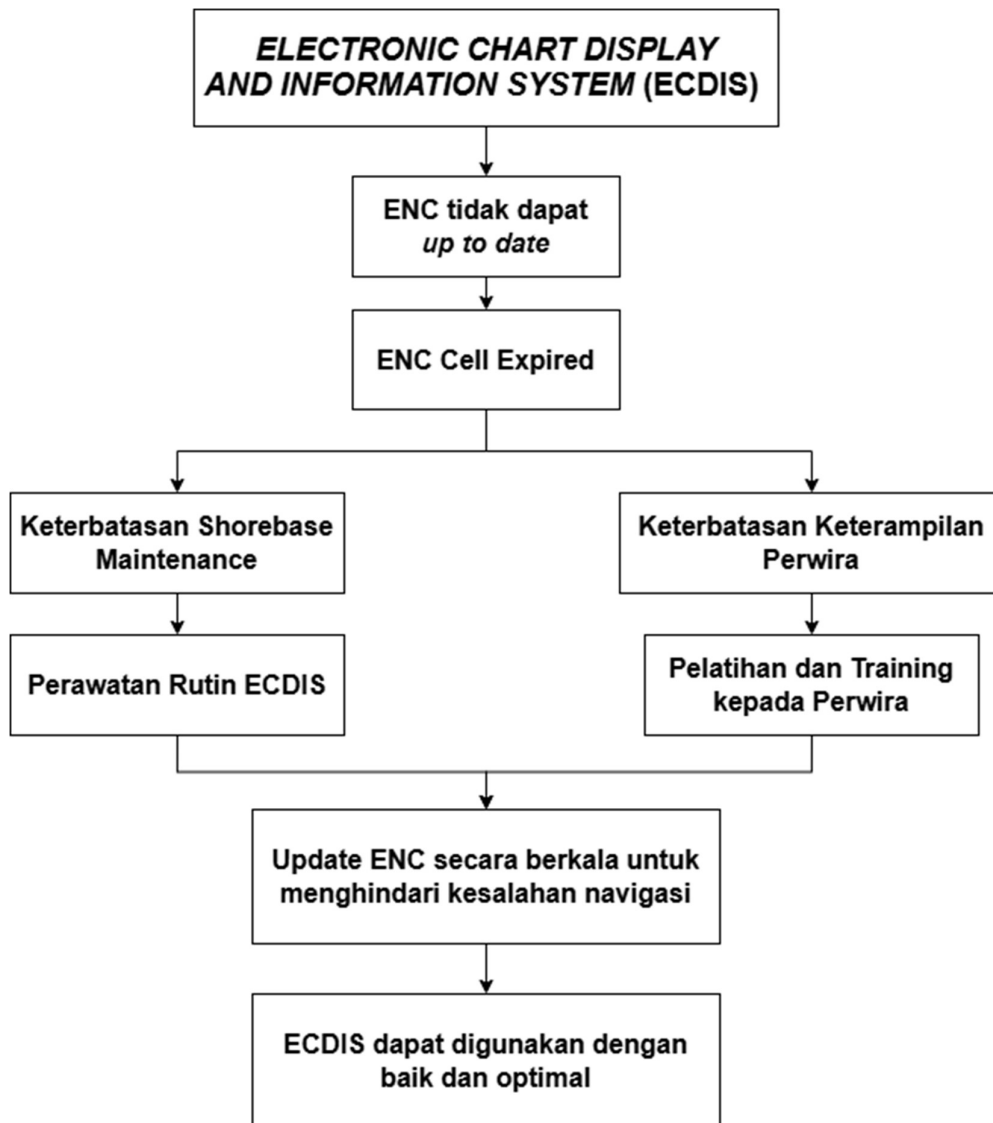 ELECTRONIC CHART DISPLAY
AND INFORMATION SYSTEM (ECDIS)
ENC tidak dapat
up to date
ENC Cell Expired
Keterbatasan Shorebase
Maintenance
Keterbatasan Keterampilan
Perwira
Perawatan Rutin ECDIS
Pelatihan dan Training
kepada Perwira
Update ENC secara berkala untuk
menghindari kesalahan navigasi
ECDIS dapat digunakan dengan
baik dan optimal